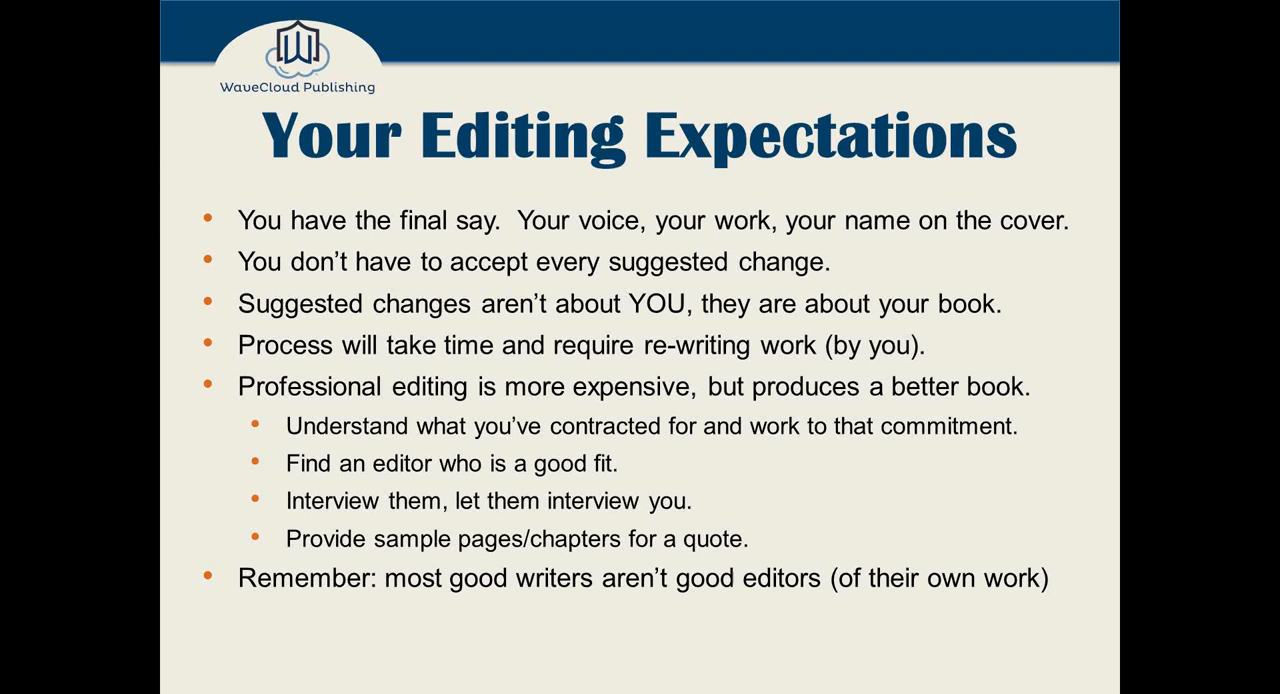 WaveCloud Publishing
Your Editing Expectations
• You have the final say.  Your voice, your work, your name on the cover.
• You don’t have to accept every suggested change.
• Suggested changes aren’t about YOU, they are about your book.
• Process will take time and require re-writing work (by you).
• Professional editing is more expensive, but produces a better book.
• Understand what you’ve contracted for and work to that commitment.
• Find an editor who is a good fit.
• Interview them, let them interview you.
• Provide sample pages/chapters for a quote.
• Remember: most good writers aren’t good editors (of their own work)